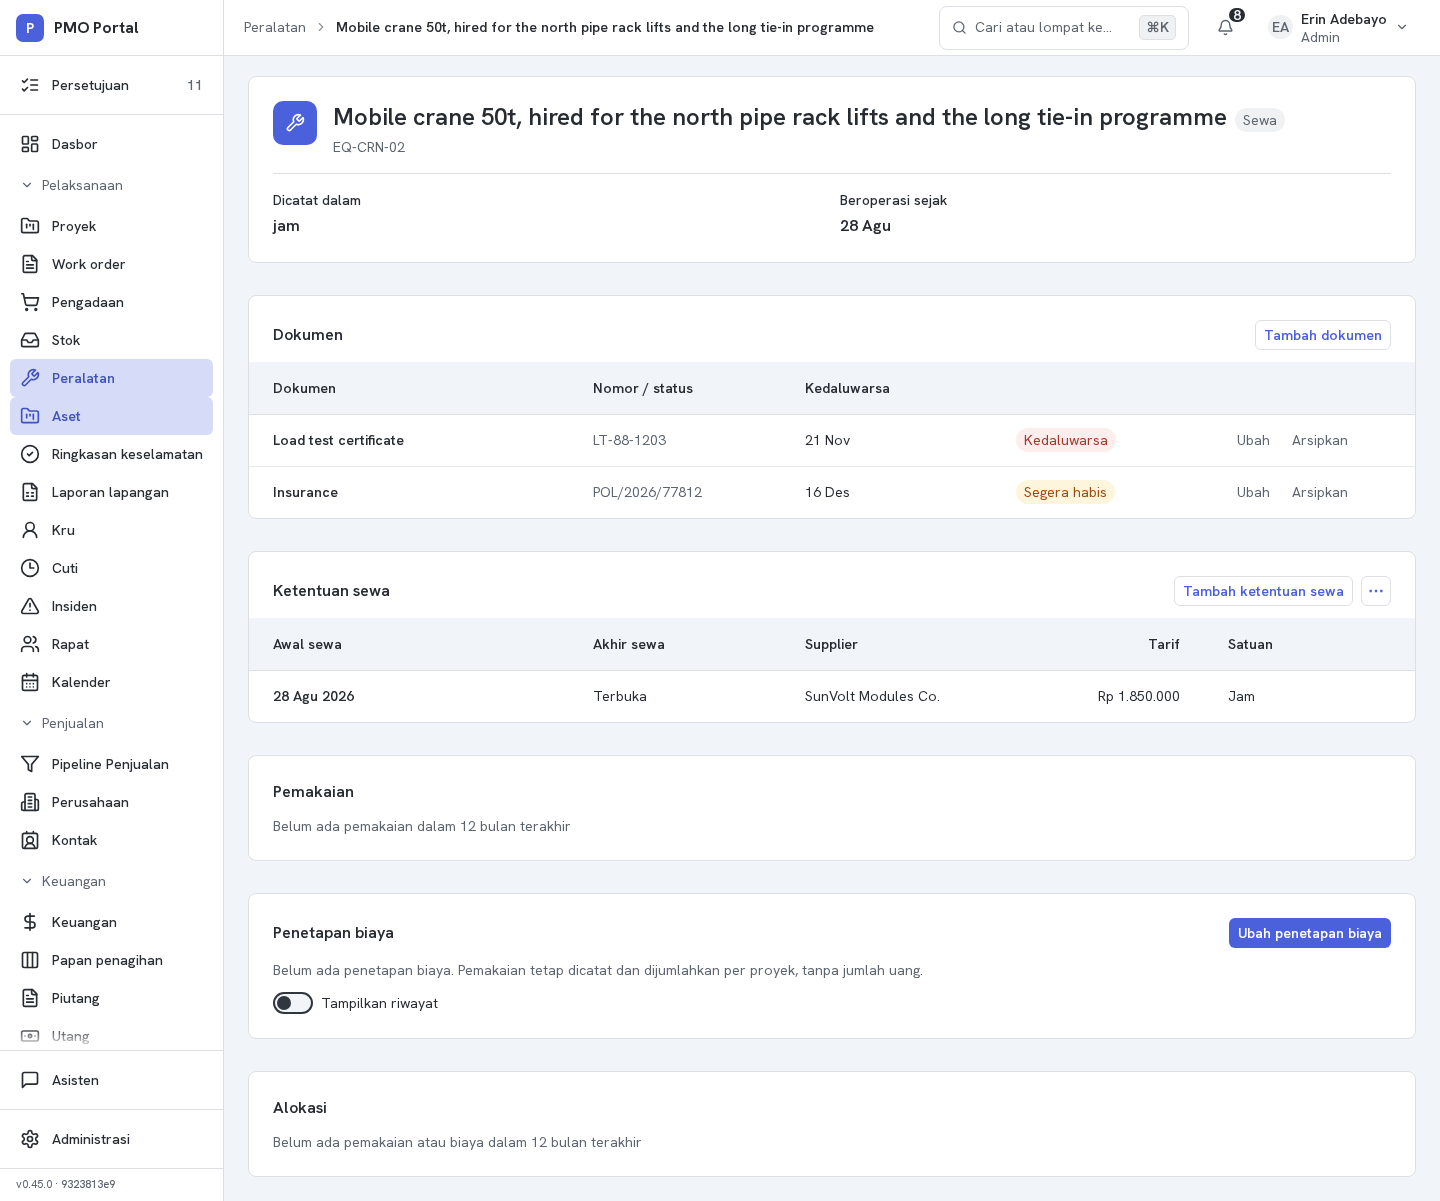 P PMO Portal
Peralatan > Mobile crane 50t, hired for the north pipe rack lifts and the long tie-in programme
Cari atau lompat ke...
⌘K
8
EA
Erin Adebayo
Admin
Persetujuan 11
Dasbor
Pelaksanaan
Proyek
Work order
Pengadaan
Stok
Peralatan
Aset
Ringkasan keselamatan
Laporan lapangan
Kru
Cuti
Insiden
Rapat
Kalender
Penjualan
Pipeline Penjualan
Perusahaan
Kontak
Keuangan
Keuangan
Papan penagihan
Piutang
Utang
Asisten
Administrasi
v0.45.0 · 9323813e9
Mobile crane 50t, hired for the north pipe rack lifts and the long tie-in programme Sewa
EQ-CRN-02
Dicatat dalam Beroperasi sejak
jam 28 Agu
Dokumen Tambah dokumen
Dokumen Nomor / status Kedaluwarsa
Load test certificate LT-88-1203 21 Nov Kedaluwarsa Ubah Arsipkan
Insurance POL/2026/77812 16 Des Segera habis Ubah Arsipkan
Ketentuan sewa Tambah ketentuan sewa ...
Awal sewa Akhir sewa Supplier Tarif Satuan
28 Agu 2026 Terbuka SunVolt Modules Co. Rp 1.850.000 Jam
Pemakaian
Belum ada pemakaian dalam 12 bulan terakhir
Penetapan biaya Ubah penetapan biaya
Belum ada penetapan biaya. Pemakaian tetap dicatat dan dijumlahkan per proyek, tanpa jumlah uang.
Tampilkan riwayat
Alokasi
Belum ada pemakaian atau biaya dalam 12 bulan terakhir